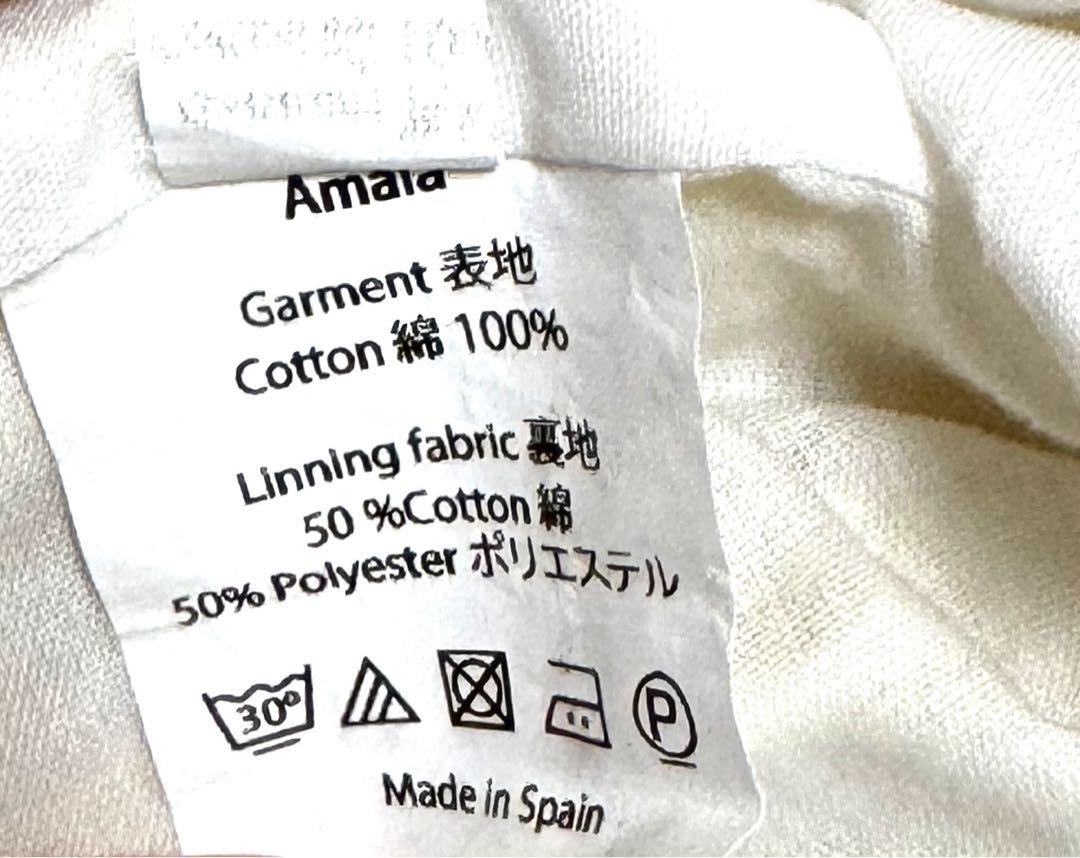 Amaia
Garment 表地
Cotton 綿 100%
Linning fabric 裏地
50 %Cotton 綿
50% Polyester ポリエステル
30°
P
Made in Spain